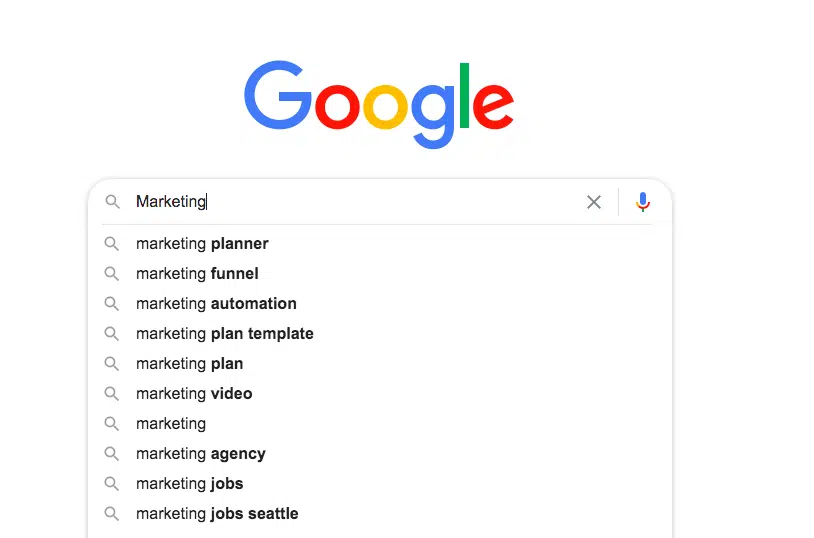 Google
Marketing
marketing planner
marketing funnel
marketing automation
marketing plan template
marketing plan
marketing video
marketing
marketing agency
marketing jobs
marketing jobs seattle